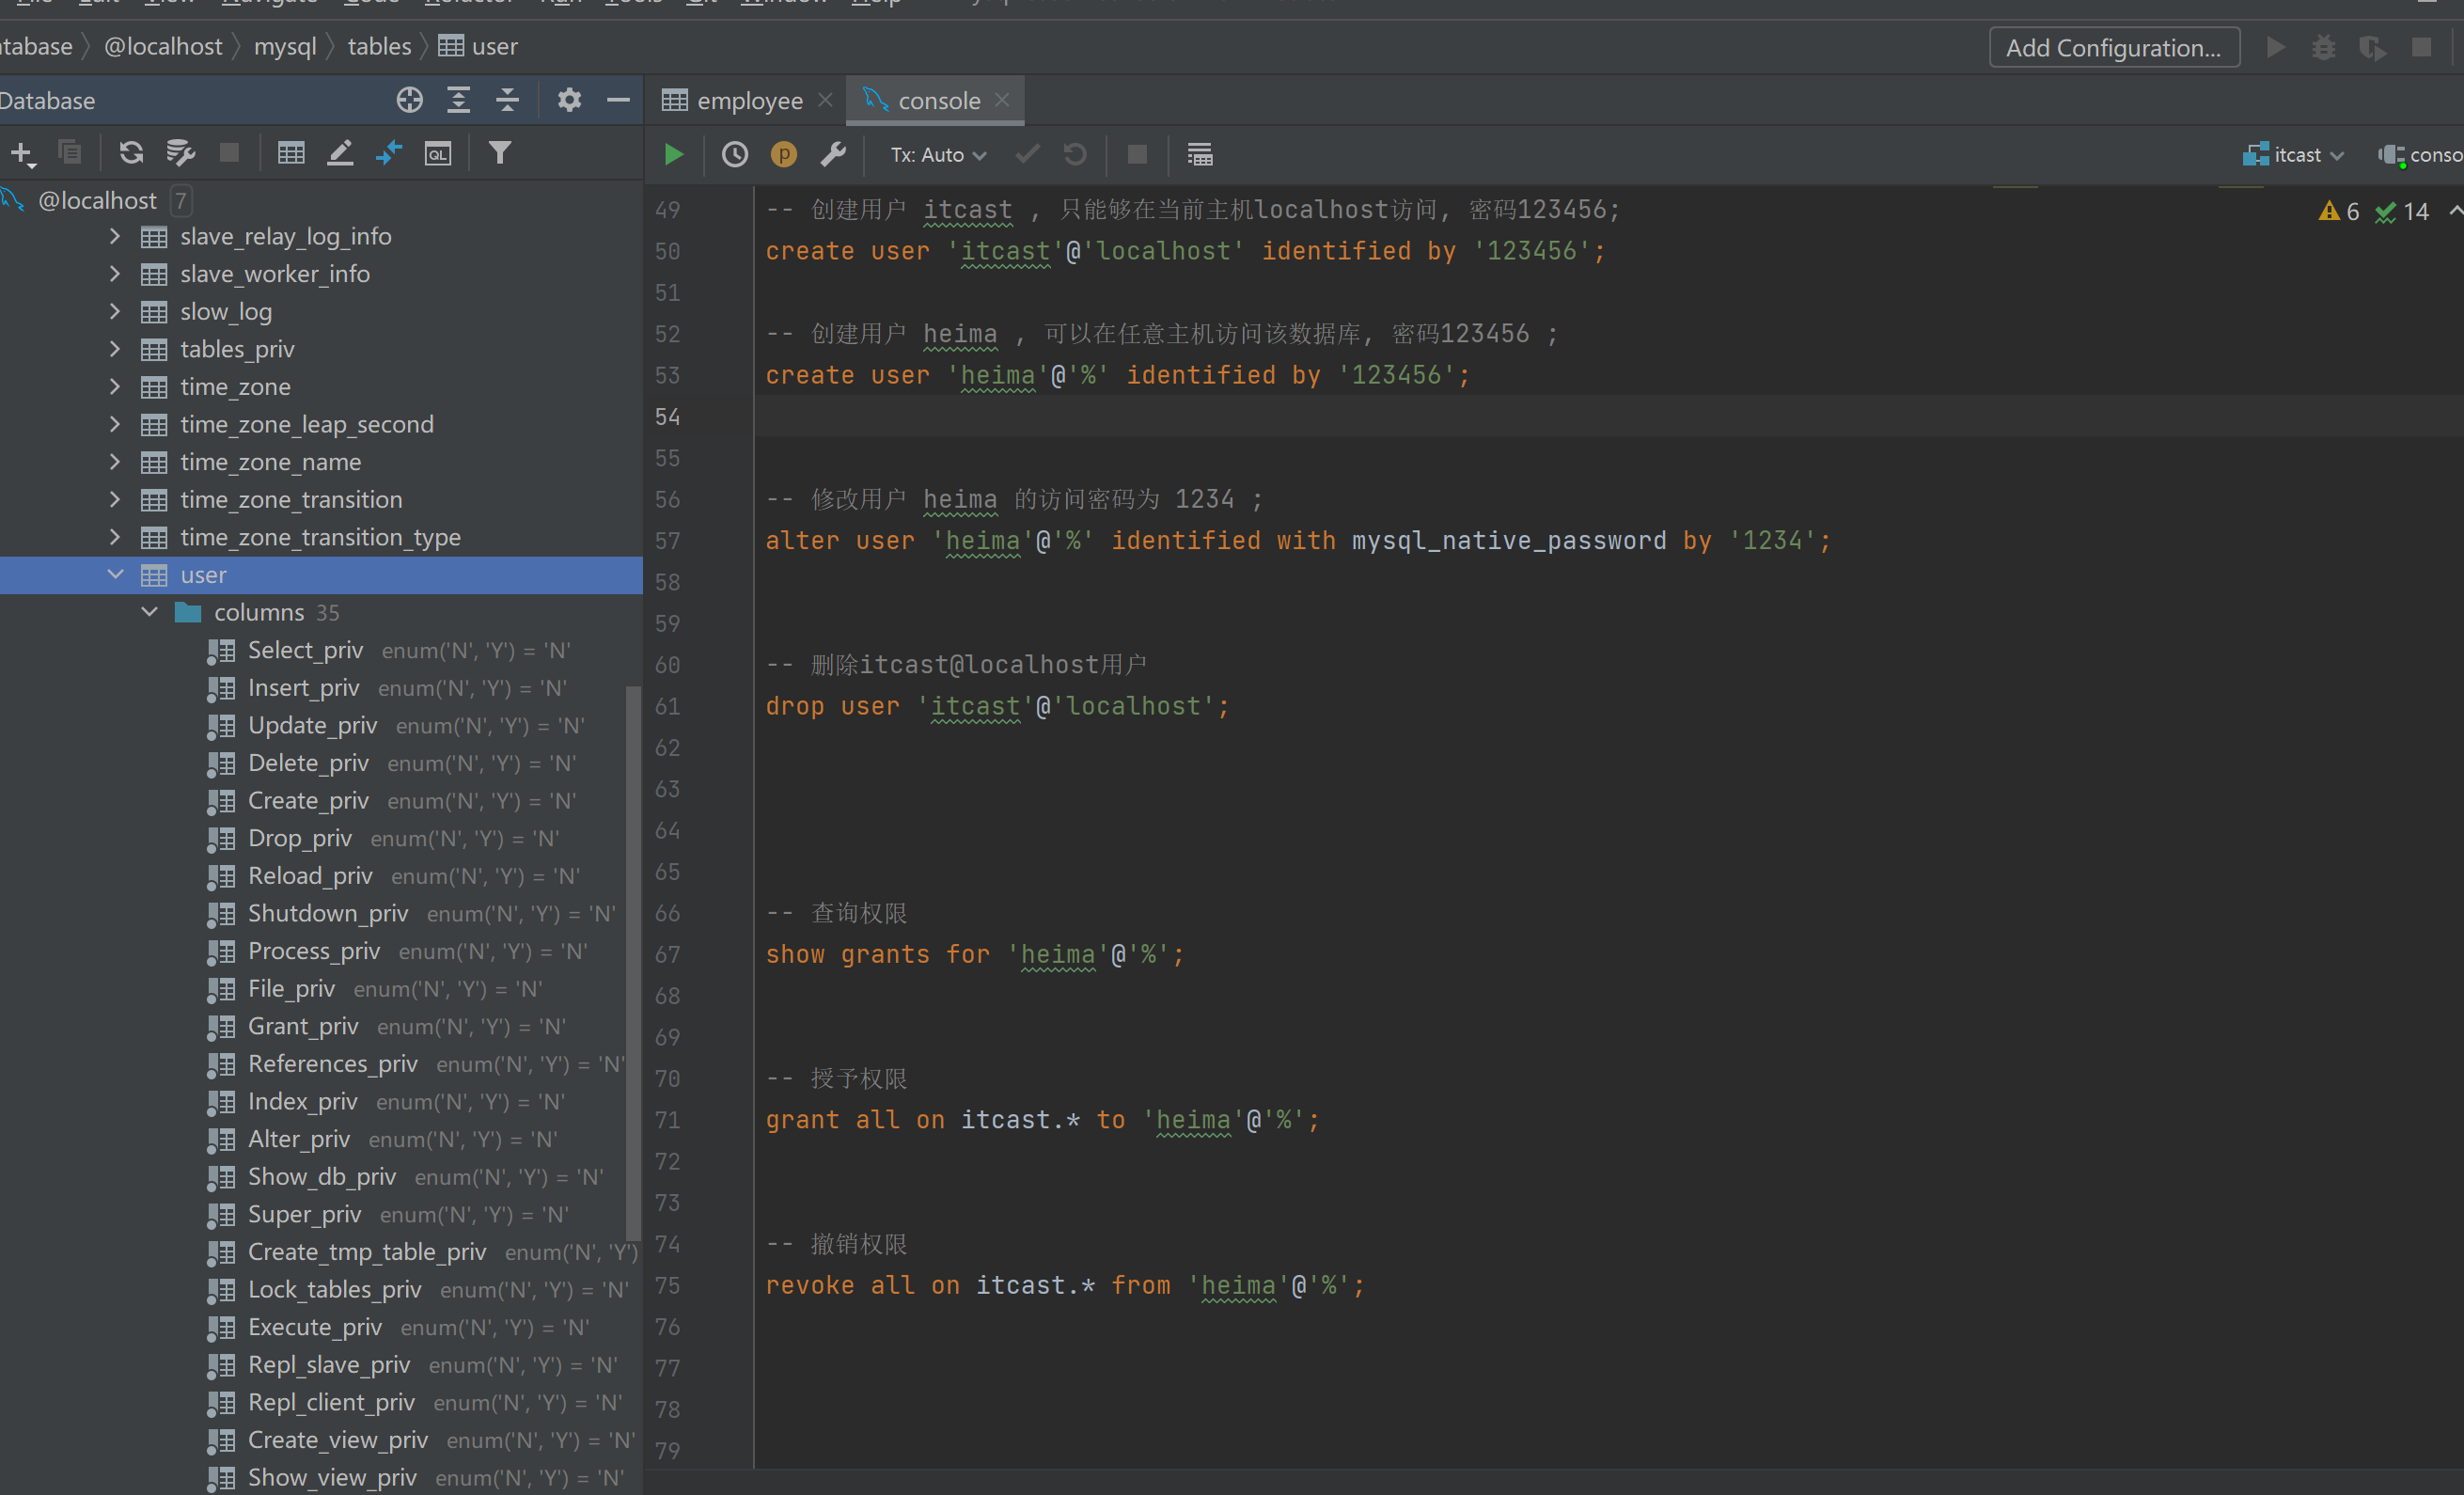 File Edit View Navigate Code Refactor Run Tools Git Window Help
tabase @localhost mysql tables user
Add Configuration...
Database
employee
console
Tx: Auto
itcast
conso
@localhost 7
slave_relay_log_info
slave_worker_info
slow_log
tables_priv
time_zone
time_zone_leap_second
time_zone_name
time_zone_transition
time_zone_transition_type
user
columns 35
Select_priv enum('N', 'Y') = 'N'
Insert_priv enum('N', 'Y') = 'N'
Update_priv enum('N', 'Y') = 'N'
Delete_priv enum('N', 'Y') = 'N'
Create_priv enum('N', 'Y') = 'N'
Drop_priv enum('N', 'Y') = 'N'
Reload_priv enum('N', 'Y') = 'N'
Shutdown_priv enum('N', 'Y') = 'N'
Process_priv enum('N', 'Y') = 'N'
File_priv enum('N', 'Y') = 'N'
Grant_priv enum('N', 'Y') = 'N'
References_priv enum('N', 'Y') = 'N'
Index_priv enum('N', 'Y') = 'N'
Alter_priv enum('N', 'Y') = 'N'
Show_db_priv enum('N', 'Y') = 'N'
Super_priv enum('N', 'Y') = 'N'
Create_tmp_table_priv enum('N', 'Y')
Lock_tables_priv enum('N', 'Y') = 'N'
Execute_priv enum('N', 'Y') = 'N'
Repl_slave_priv enum('N', 'Y') = 'N'
Repl_client_priv enum('N', 'Y') = 'N'
Create_view_priv enum('N', 'Y') = 'N'
Show_view_priv enum('N', 'Y') = 'N'
6 14
49 -- 创建用户 itcast , 只能够在当前主机localhost访问, 密码123456;
50 create user 'itcast'@'localhost' identified by '123456';
51
52 -- 创建用户 heima , 可以在任意主机访问该数据库, 密码123456 ;
53 create user 'heima'@'%' identified by '123456';
54
55
56 -- 修改用户 heima 的访问密码为 1234 ;
57 alter user 'heima'@'%' identified with mysql_native_password by '1234';
58
59
60 -- 删除itcast@localhost用户
61 drop user 'itcast'@'localhost';
62
63
64
65
66 -- 查询权限
67 show grants for 'heima'@'%';
68
69
70 -- 授予权限
71 grant all on itcast.* to 'heima'@'%';
72
73
74 -- 撤销权限
75 revoke all on itcast.* from 'heima'@'%';
76
77
78
79